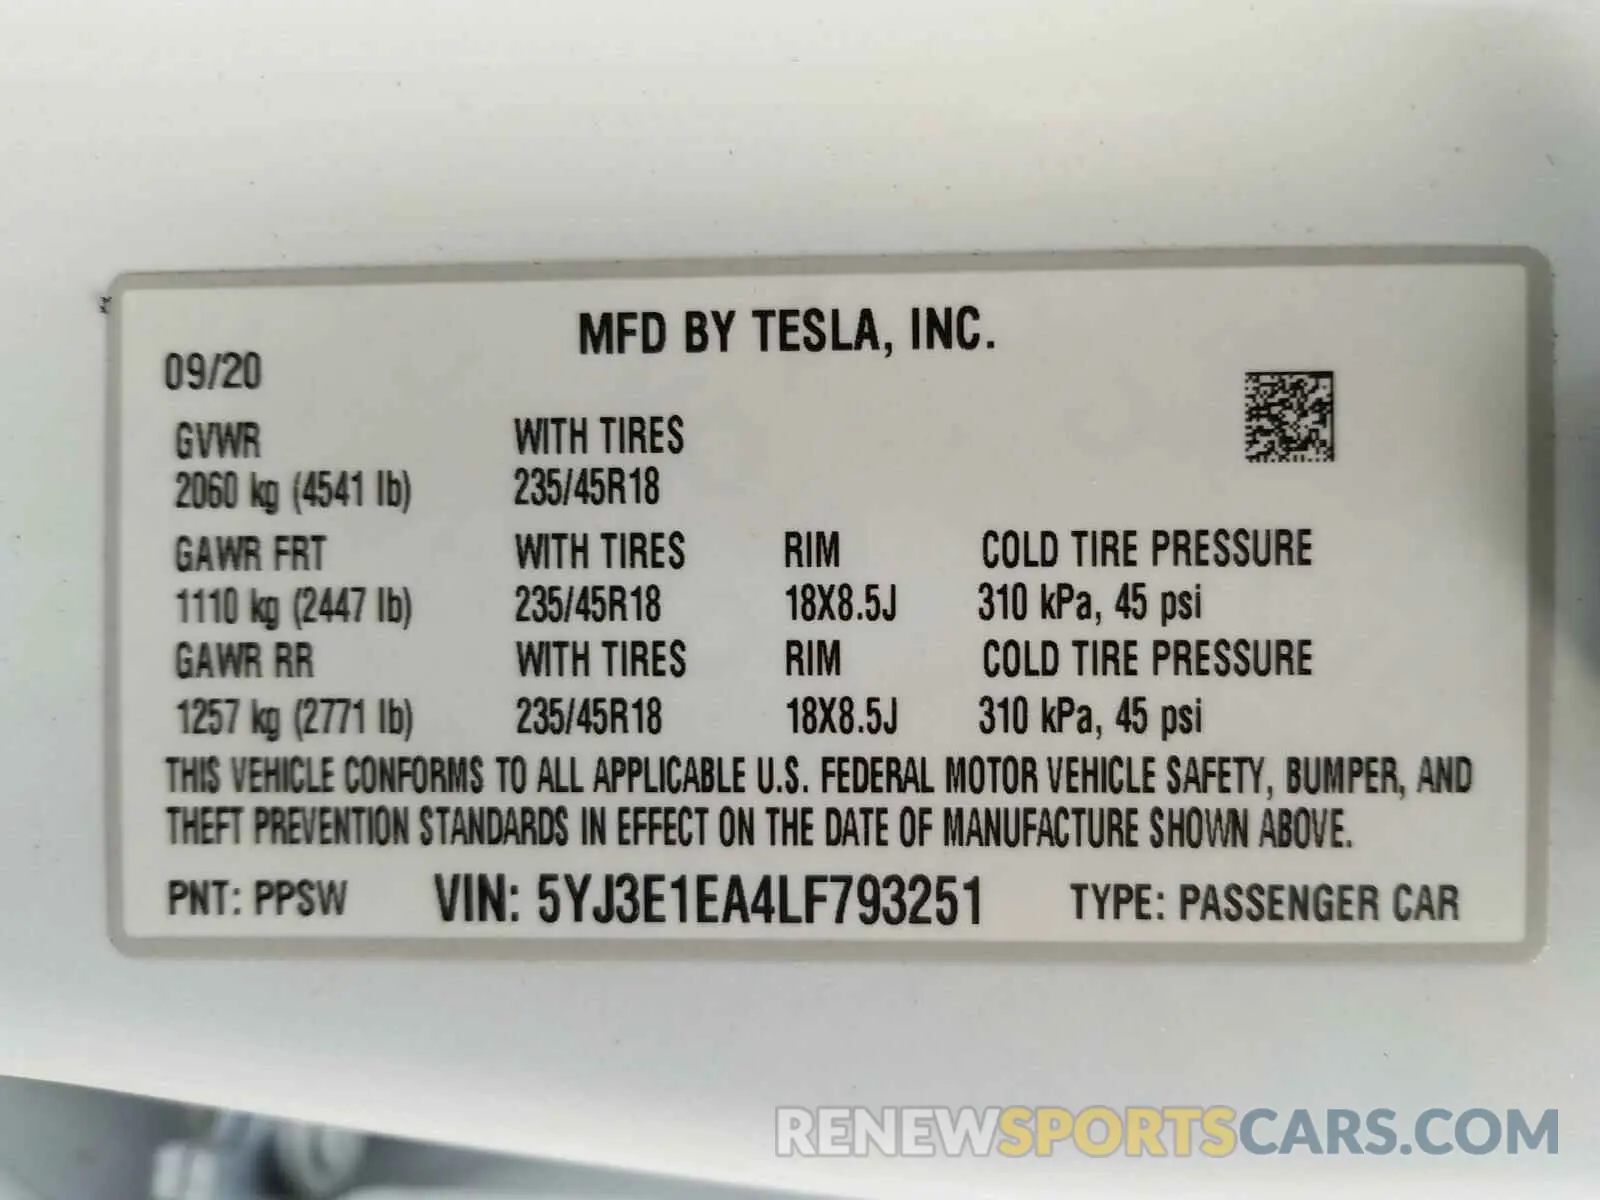 MFD BY TESLA, INC.
09/20
GVWR WITH TIRES
2060 kg (4541 lb) 235/45R18
GAWR FRT WITH TIRES RIM COLD TIRE PRESSURE
1110 kg (2447 lb) 235/45R18 18X8.5J 310 kPa, 45 psi
GAWR RR WITH TIRES RIM COLD TIRE PRESSURE
1257 kg (2771 lb) 235/45R18 18X8.5J 310 kPa, 45 psi
THIS VEHICLE CONFORMS TO ALL APPLICABLE U.S. FEDERAL MOTOR VEHICLE SAFETY, BUMPER, AND
THEFT PREVENTION STANDARDS IN EFFECT ON THE DATE OF MANUFACTURE SHOWN ABOVE.
PNT: PPSW VIN: 5YJ3E1EA4LF793251 TYPE: PASSENGER CAR
RENEWSPORTSCARS.COM